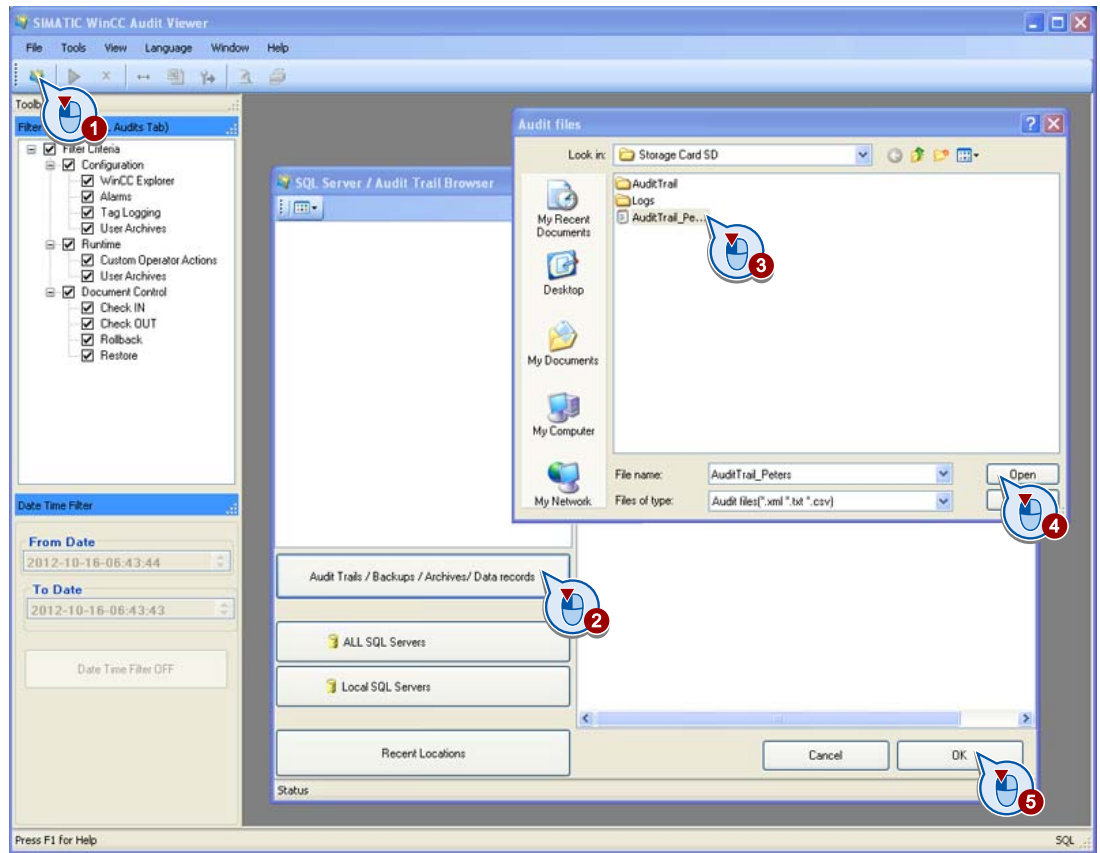 SIMATIC WinCC Audit Viewer
File Tools View Language Window Help
Toolb
Filter Audits Tab)
Filter Criteria
Configuration
WinCC Explorer
Alarms
Tag Logging
User Archives
Runtime
Custom Operator Actions
User Archives
Document Control
Check IN
Check OUT
Rollback
Restore
Date Time Filter
From Date
2012-10-16-06:43:44
To Date
2012-10-16-06:43:43
Date Time Filter OFF
1
SQL Server / Audit Trail Browser
Audit Trails / Backups / Archives/ Data records
2
ALL SQL Servers
Local SQL Servers
Recent Locations
Status
Audit files
Look in: Storage Card SD
My Recent Documents
Desktop
My Documents
My Computer
My Network
AuditTrail
Logs
AuditTrail_Pe...
3
File name: AuditTrail_Peters
Open
Files of type: Audit files(*.xml *.txt *.csv)
4
Cancel
OK
5
Press F1 for Help
SQL